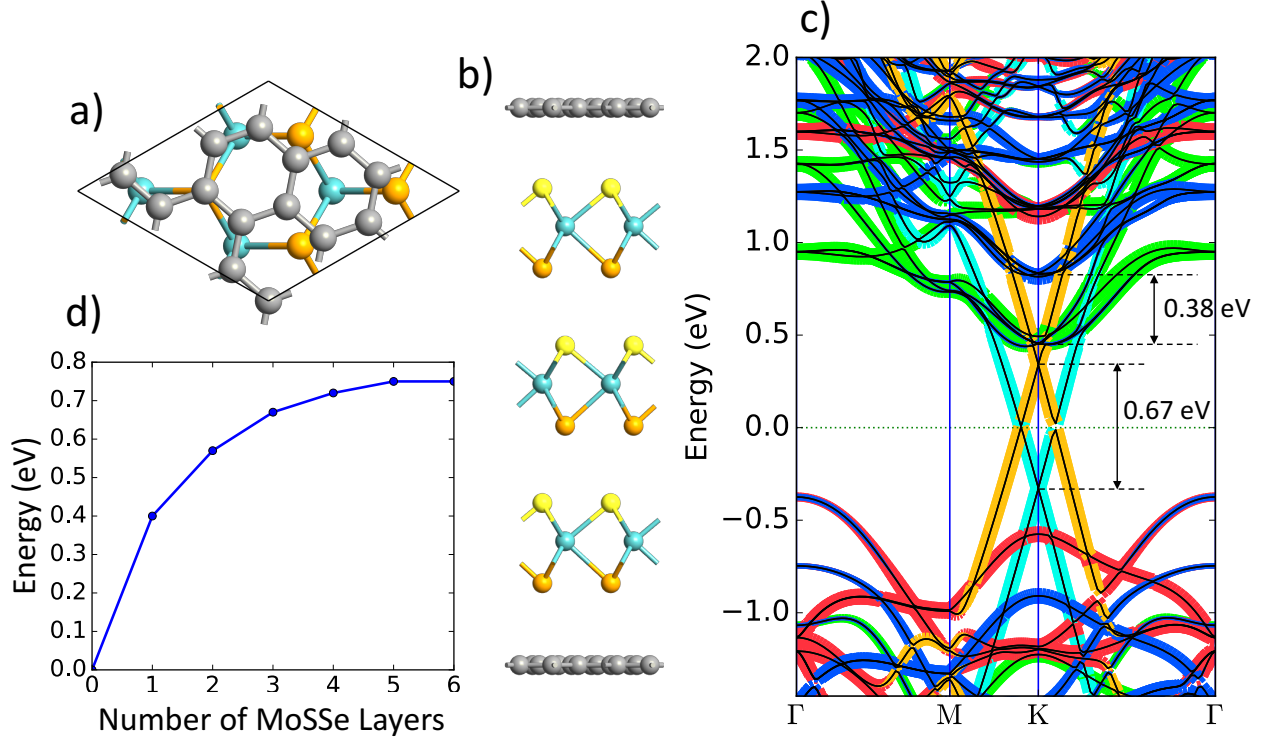 a)
b)
c)
d)
Energy (eV)
0.8
0.7
0.6
0.5
0.4
0.3
0.2
0.1
0.0
0 1 2 3 4 5 6
Number of MoSSe Layers
Energy (eV)
2.0
1.5
1.0
0.5
0.0
−0.5
−1.0
Γ M K Γ
0.38 eV
0.67 eV